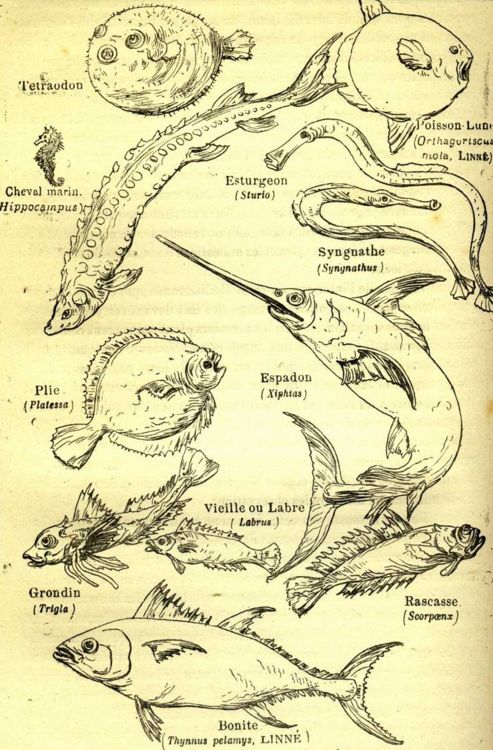 Tetraodon
Poisson-Lune
(Orthagoriscus
mola, LINNÉ)
Cheval marin.
Hippocampus)
Esturgeon
(Sturio)
Syngnathe
(Syngnathus)
Plie
(Platessa)
Espadon
(Xiphias)
Vieille ou Labre
(Labrus)
Grondin
(Trigla)
Rascasse
(Scorpœnx)
Bonite
(Thynnus pelamys, LINNÉ)